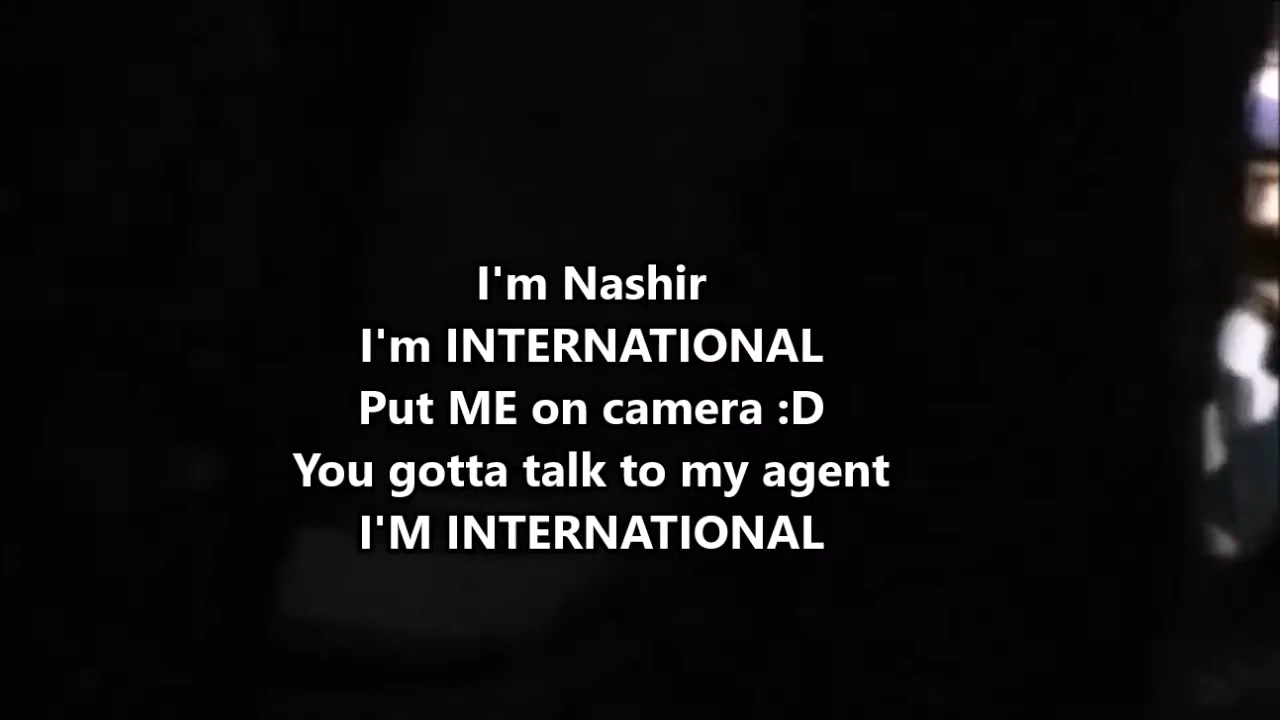 I'm Nashir
I'm INTERNATIONAL
Put ME on camera :D
You gotta talk to my agent
I'M INTERNATIONAL